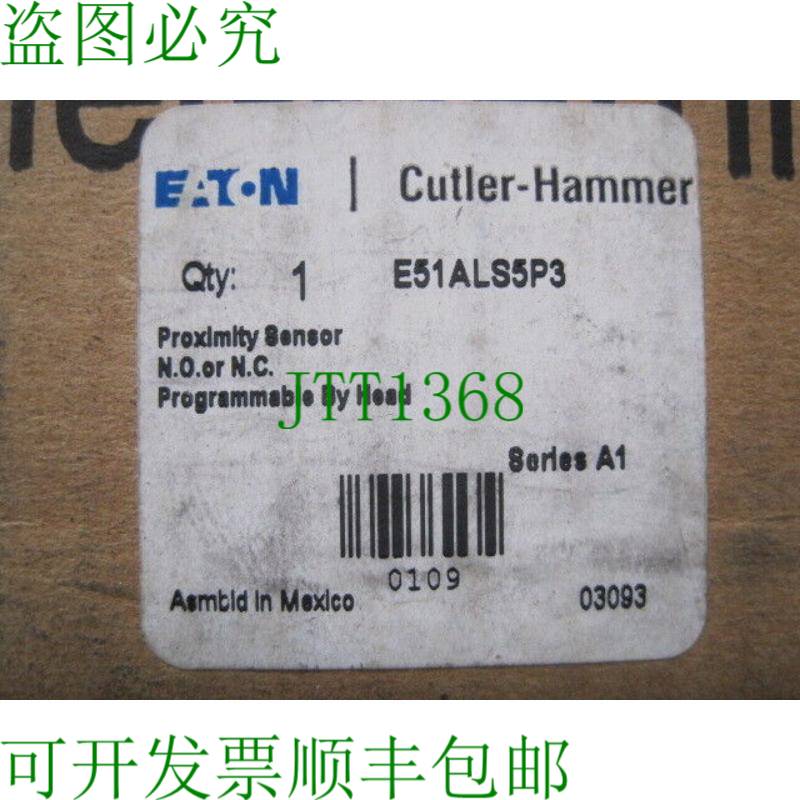 盗图必究
EATON | Cutler-Hammer
Qty: 1 E51ALS5P3
Proximity Sensor
N.O.or N.C.
Programmable By Head
JTT1368
Series A1
0109
Asmbld in Mexico 03093
可开发票顺丰包邮